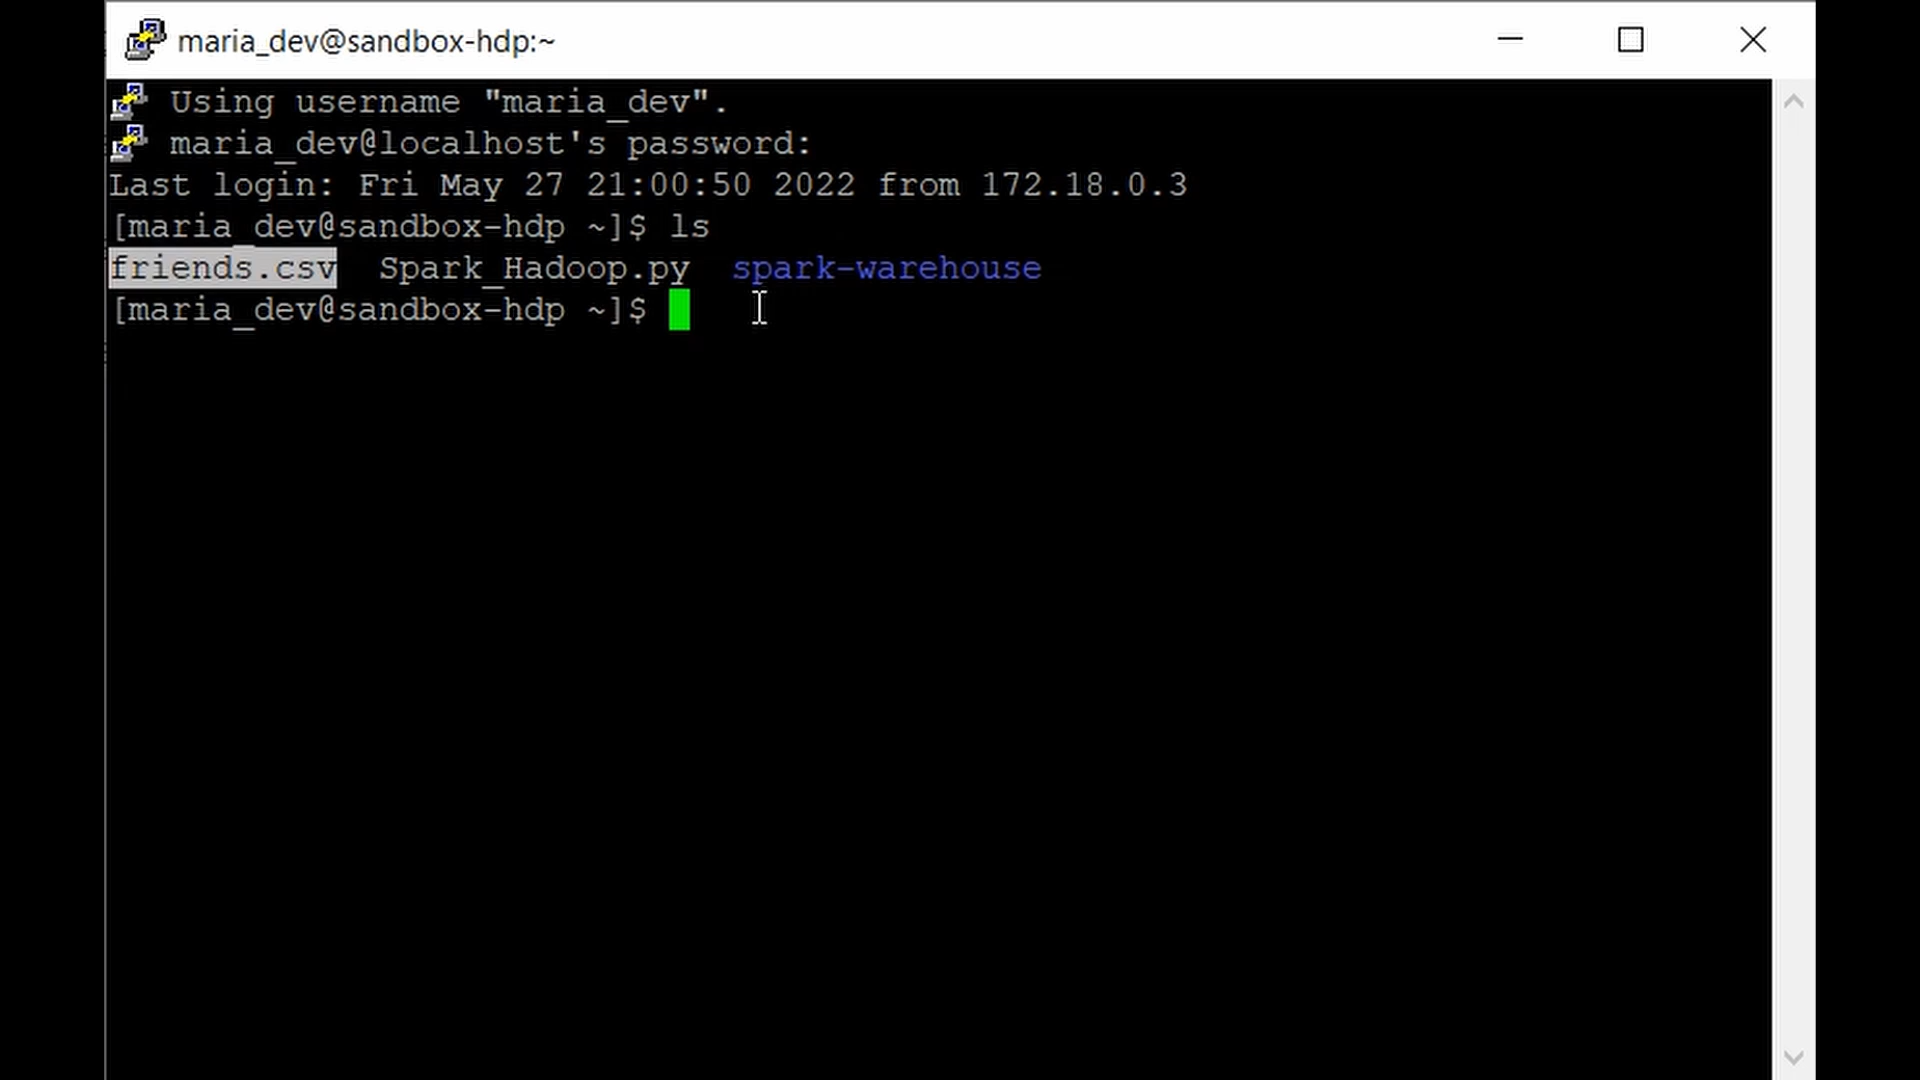 maria_dev@sandbox-hdp:~
Using username "maria_dev".
maria_dev@localhost's password:
Last login: Fri May 27 21:00:50 2022 from 172.18.0.3
[maria_dev@sandbox-hdp ~]$ ls
friends.csv  Spark_Hadoop.py  spark-warehouse
[maria_dev@sandbox-hdp ~]$